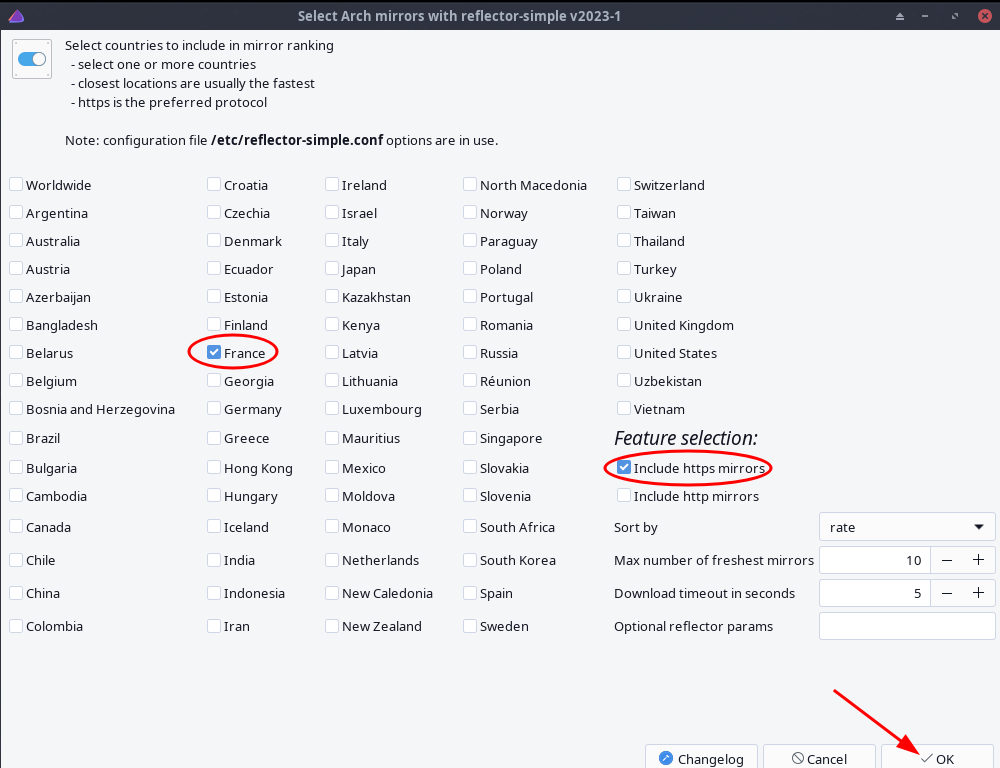 Select Arch mirrors with reflector-simple v2023-1
Select countries to include in mirror ranking
- select one or more countries
- closest locations are usually the fastest
- https is the preferred protocol
Note: configuration file /etc/reflector-simple.conf options are in use.
Worldwide Croatia Ireland North Macedonia Switzerland
Argentina Czechia Israel Norway Taiwan
Australia Denmark Italy Paraguay Thailand
Austria Ecuador Japan Poland Turkey
Azerbaijan Estonia Kazakhstan Portugal Ukraine
Bangladesh Finland Kenya Romania United Kingdom
Belarus France Latvia Russia United States
Belgium Georgia Lithuania Réunion Uzbekistan
Bosnia and Herzegovina Germany Luxembourg Serbia Vietnam
Brazil Greece Mauritius Singapore Feature selection:
Bulgaria Hong Kong Mexico Slovakia Include https mirrors
Cambodia Hungary Moldova Slovenia Include http mirrors
Canada Iceland Monaco South Africa Sort by rate
Chile India Netherlands South Korea Max number of freshest mirrors 10
China Indonesia New Caledonia Spain Download timeout in seconds 5
Colombia Iran New Zealand Sweden Optional reflector params
Changelog Cancel OK